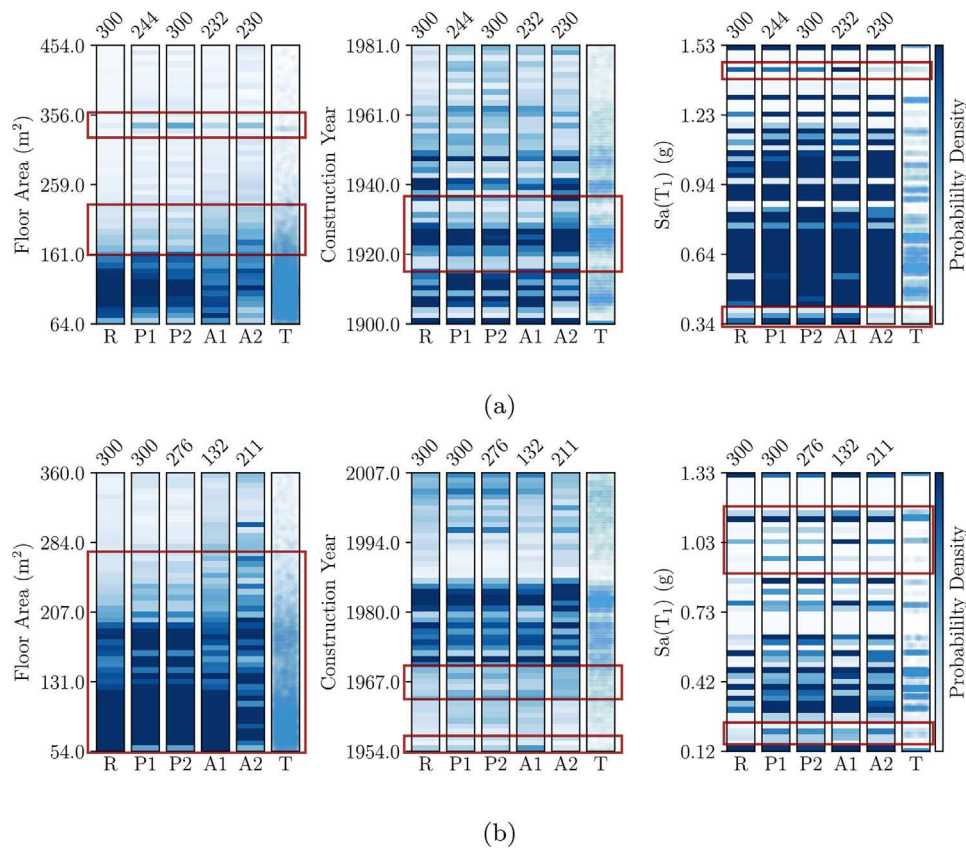 300 244 300 232 230
454.0
356.0
259.0
161.0
64.0
Floor Area (m²)
R P1 P2 A1 A2 T
300 244 300 232 230
1981.0
1961.0
1940.0
1920.0
1900.0
Construction Year
R P1 P2 A1 A2 T
300 244 300 232 230
1.53
1.23
0.94
0.64
0.34
Sa(T₁) (g)
R P1 P2 A1 A2 T
Probability Density
(a)
300 300 276 132 211
360.0
284.0
207.0
131.0
54.0
Floor Area (m²)
R P1 P2 A1 A2 T
300 300 276 132 211
2007.0
1994.0
1980.0
1967.0
1954.0
Construction Year
R P1 P2 A1 A2 T
300 300 276 132 211
1.33
1.03
0.73
0.42
0.12
Sa(T₁) (g)
R P1 P2 A1 A2 T
Probability Density
(b)